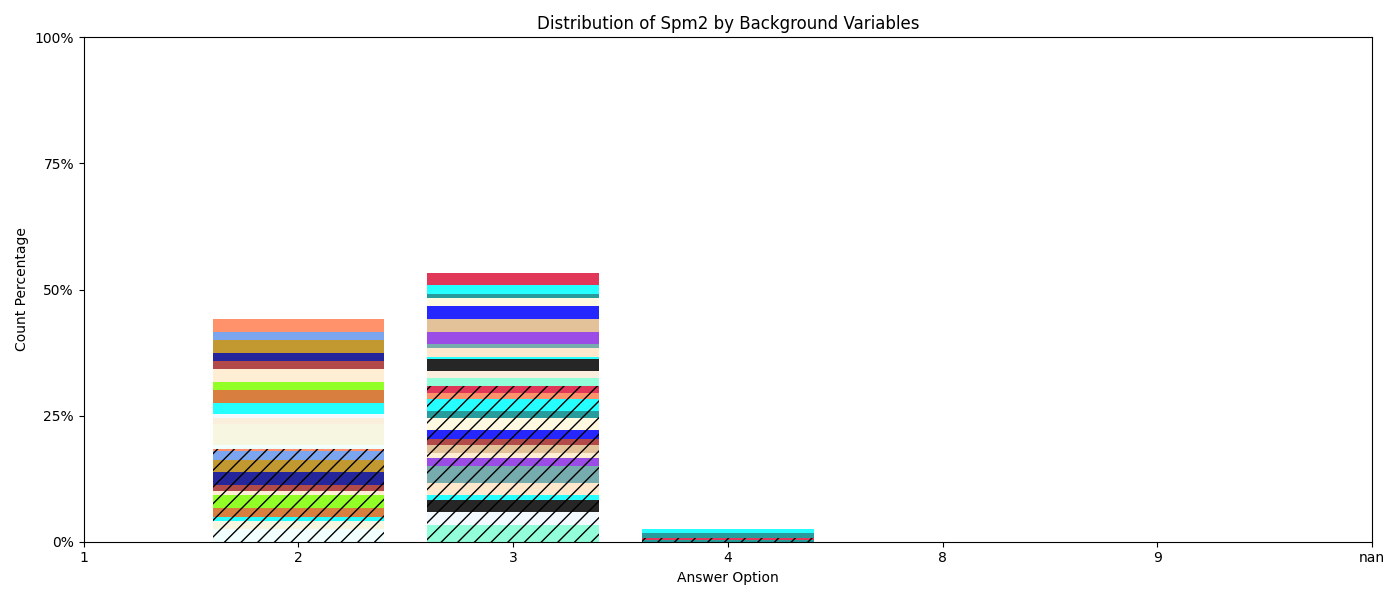 Distribution of Spm2 by Background Variables
100%
75%
50%
25%
0%
Count Percentage
1 2 3 4 8 9 nan
Answer Option